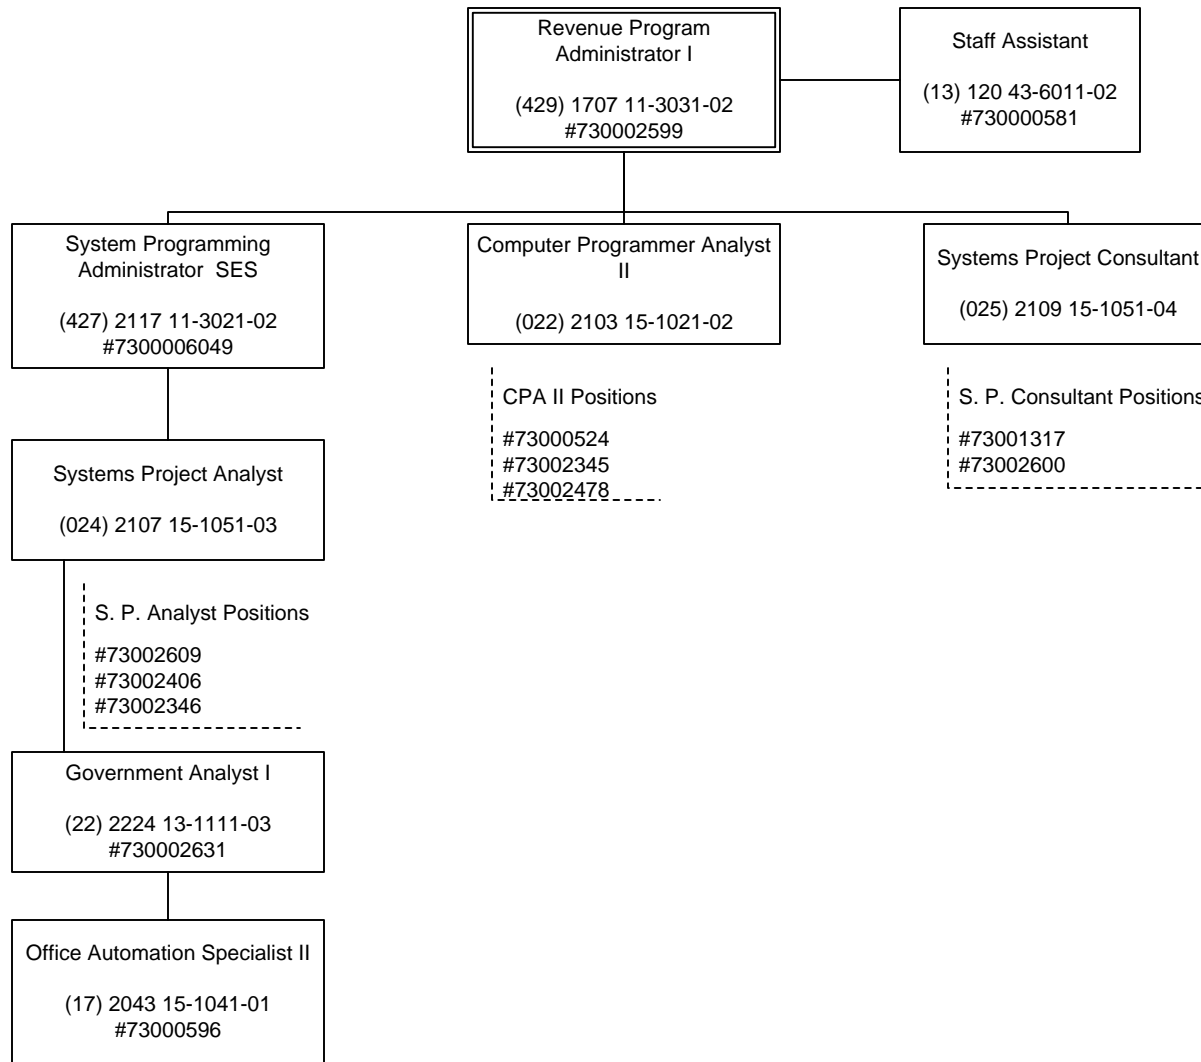 Revenue Program
Administrator I
(429) 1707 11-3031-02
#730002599
Staff Assistant
(13) 120 43-6011-02
#730000581
System Programming
Administrator  SES
(427) 2117 11-3021-02
#7300006049
Computer Programmer Analyst
II
(022) 2103 15-1021-02
Systems Project Consultant
(025) 2109 15-1051-04
CPA II Positions
#73000524
#73002345
#73002478
S. P. Consultant Positions
#73001317
#73002600
Systems Project Analyst
(024) 2107 15-1051-03
S. P. Analyst Positions
#73002609
#73002406
#73002346
Government Analyst I
(22) 2224 13-1111-03
#730002631
Office Automation Specialist II
(17) 2043 15-1041-01
#73000596